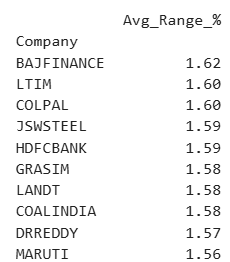 Avg_Range_%
Company
BAJFINANCE 1.62
LTIM 1.60
COLPAL 1.60
JSWSTEEL 1.59
HDFCBANK 1.59
GRASIM 1.58
LANDT 1.58
COALINDIA 1.58
DRREDDY 1.57
MARUTI 1.56